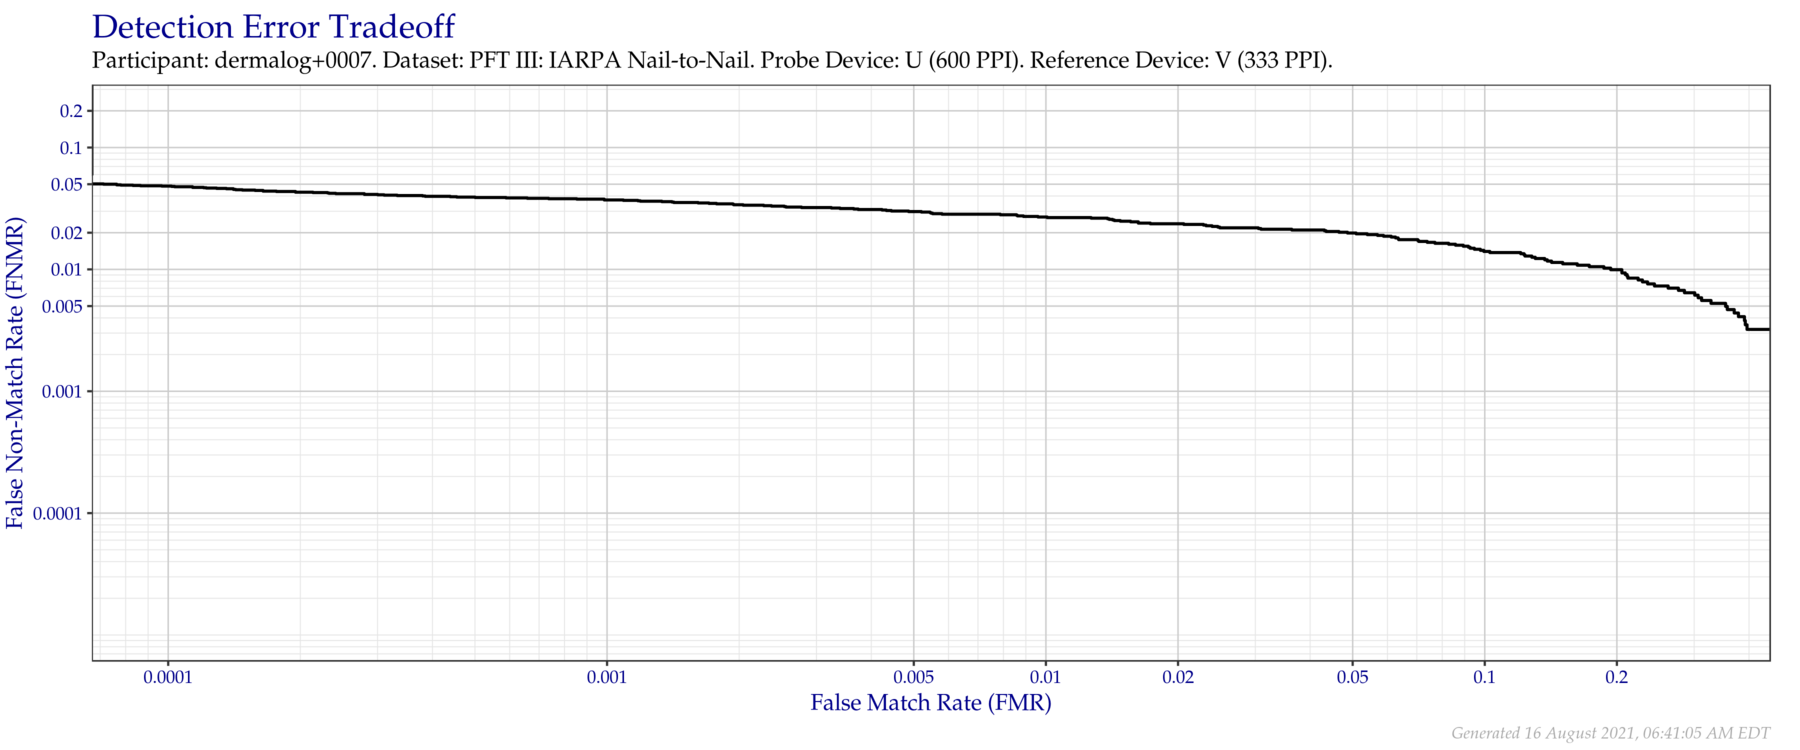 Detection Error Tradeoff
Participant: dermalog+0007. Dataset: PFT III: IARPA Nail-to-Nail. Probe Device: U (600 PPI). Reference Device: V (333 PPI).
False Non-Match Rate (FNMR)
0.2
0.1
0.05
0.02
0.01
0.005
0.001
0.0001
0.0001 0.001 0.005 0.01 0.02 0.05 0.1 0.2
False Match Rate (FMR)
Generated 16 August 2021, 06:41:05 AM EDT